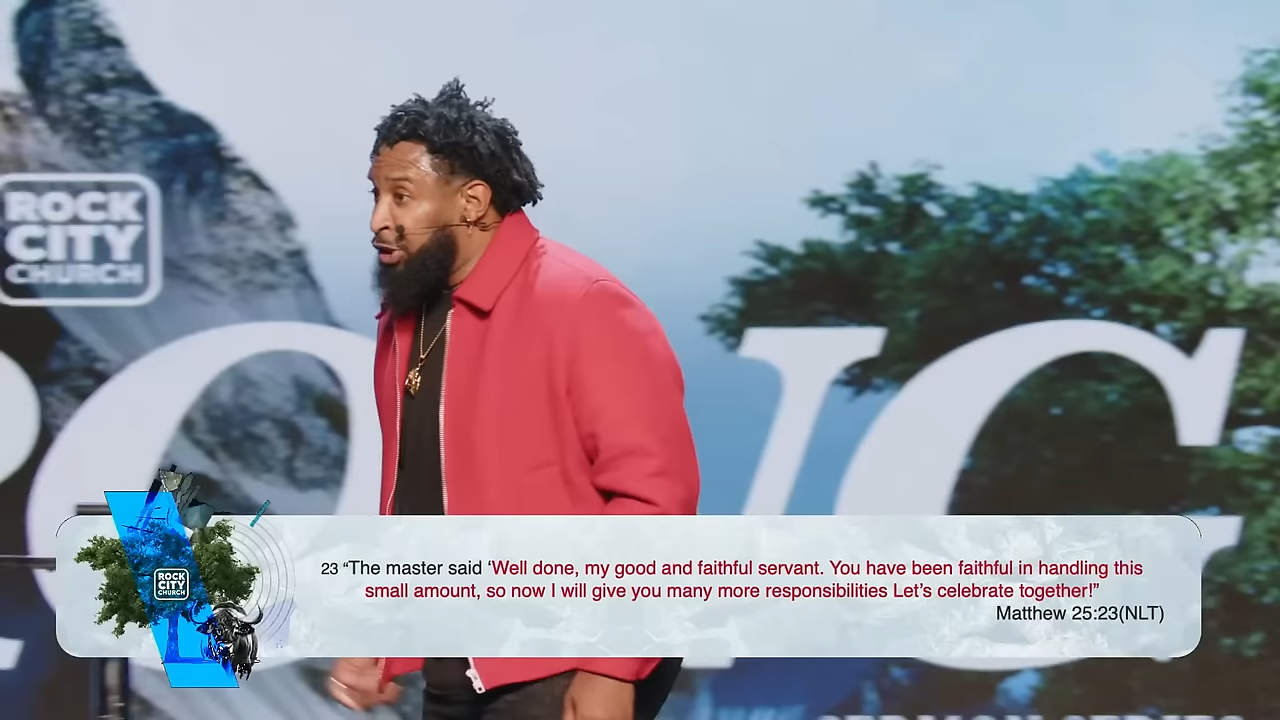 ROCK
CITY
CHURCH
ROCK
CITY
CHURCH
23 “The master said ‘Well done, my good and faithful servant. You have been faithful in handling this
small amount, so now I will give you many more responsibilities Let’s celebrate together!”
Matthew 25:23(NLT)